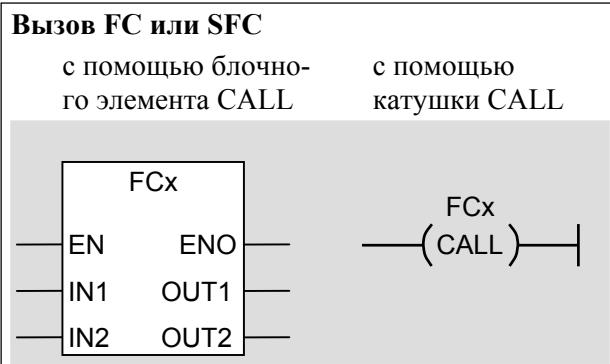 Вызов FC или SFC
с помощью блочно-
го элемента CALL
с помощью
катушки CALL
FCx
EN ENO
IN1 OUT1
IN2 OUT2
FCx
CALL